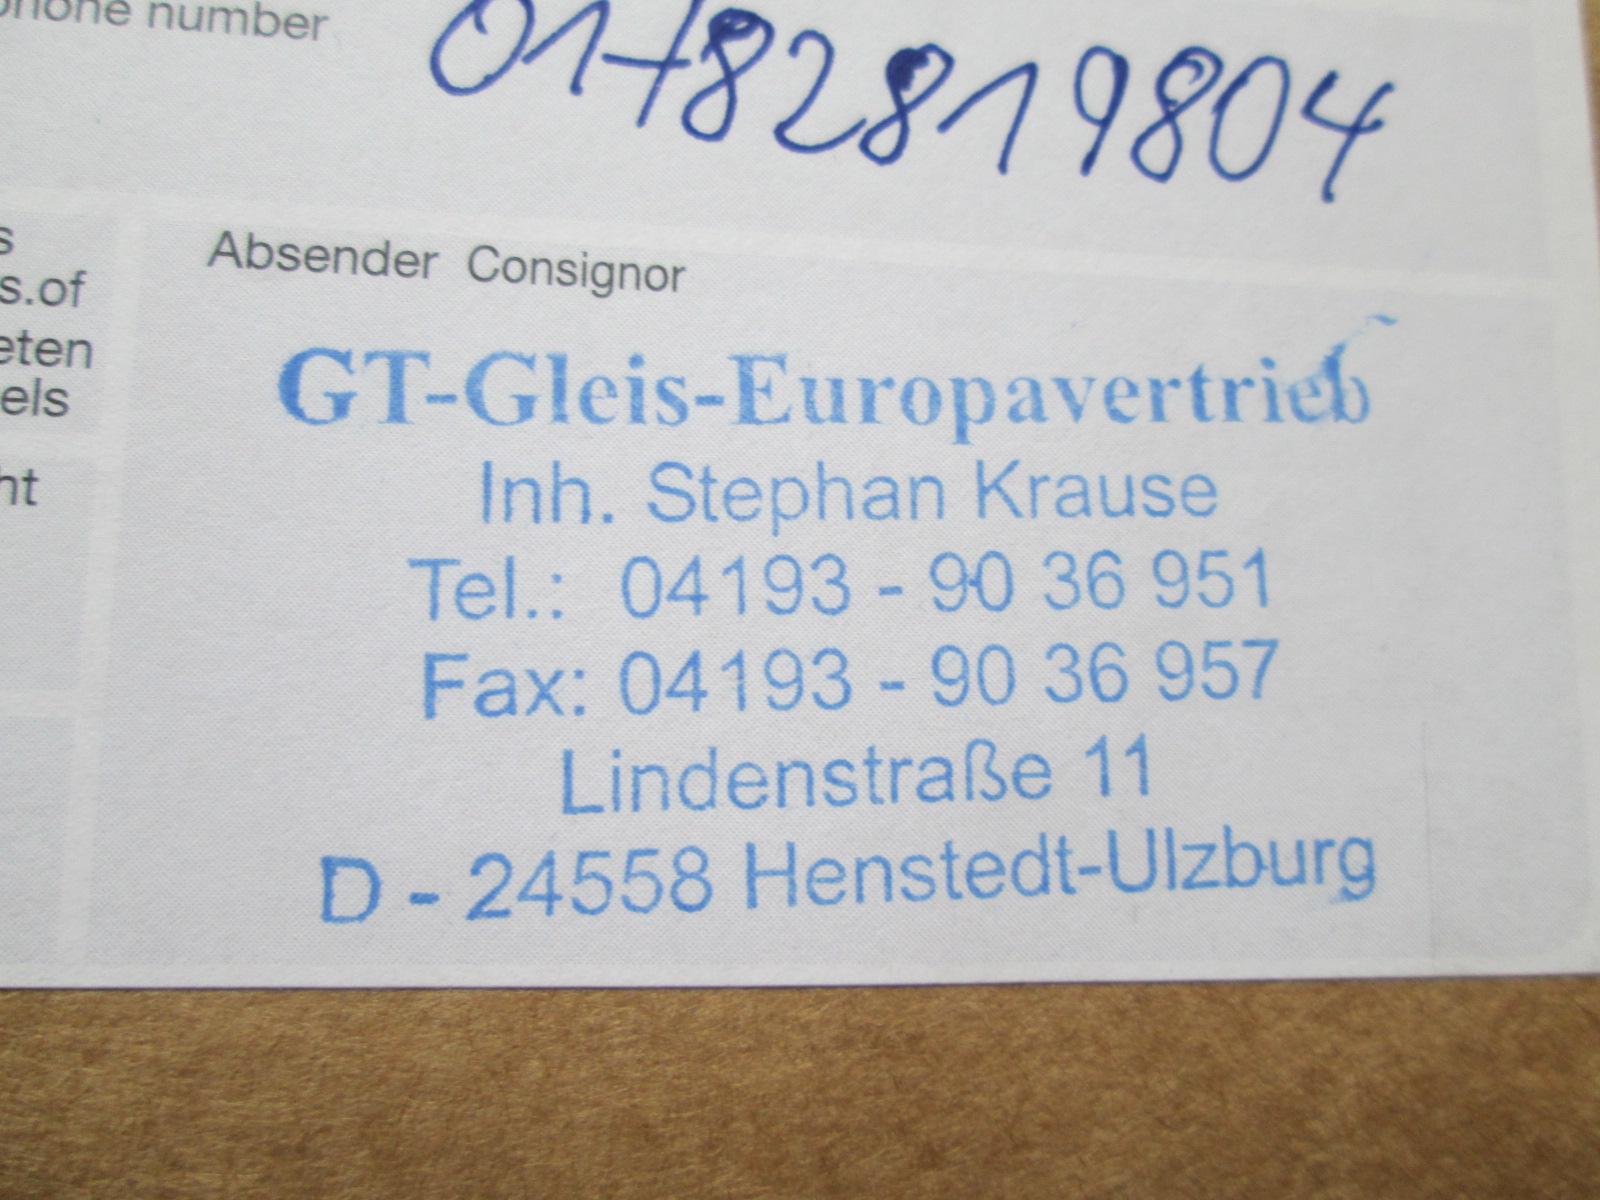 phone number
01782819804
s
s.of
eten
els
ht
Absender Consignor
GT-Gleis-Europavertrieb
Inh. Stephan Krause
Tel.: 04193 - 90 36 951
Fax: 04193 - 90 36 957
Lindenstraße 11
D - 24558 Henstedt-Ulzburg